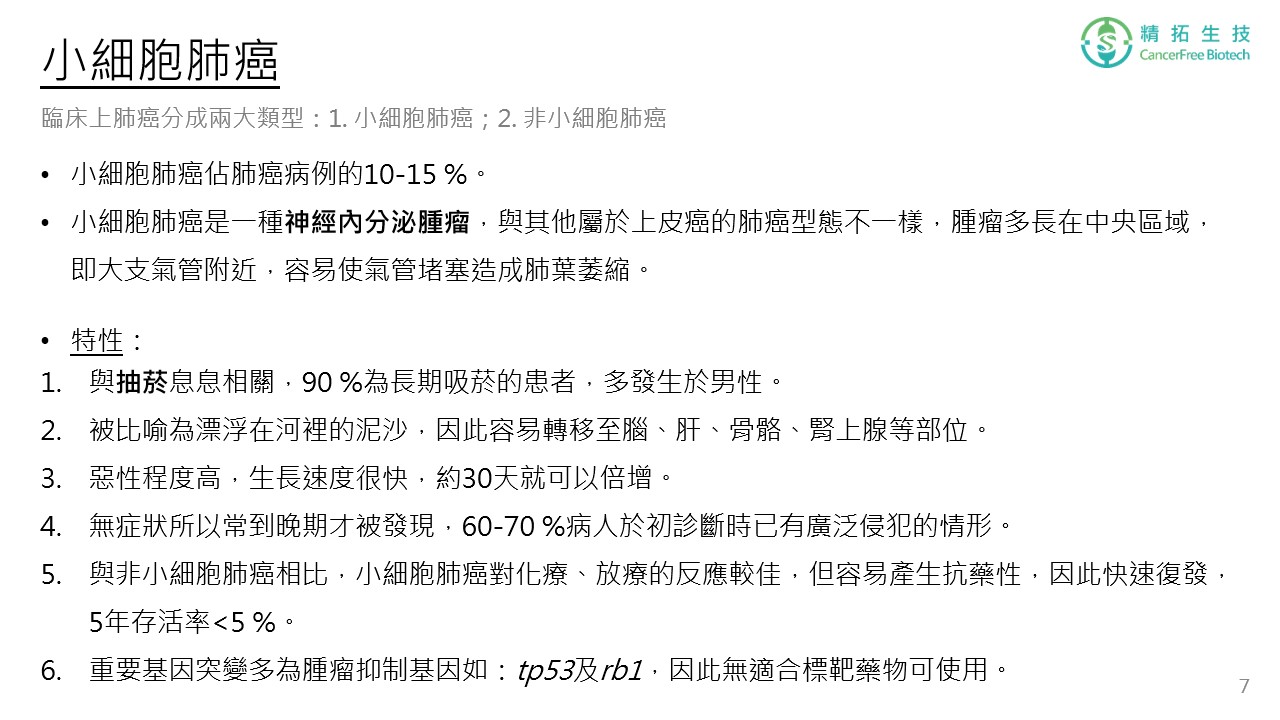 小細胞肺癌
精拓生技
CancerFree Biotech
臨床上肺癌分成兩大類型：1. 小細胞肺癌；2. 非小細胞肺癌
• 小細胞肺癌佔肺癌病例的10-15 %。
• 小細胞肺癌是一種神經內分泌腫瘤，與其他屬於上皮癌的肺癌型態不一樣，腫瘤多長在中央區域，
即大支氣管附近，容易使氣管堵塞造成肺葉萎縮。
• 特性：
1. 與抽菸息息相關，90 %為長期吸菸的患者，多發生於男性。
2. 被比喻為漂浮在河裡的泥沙，因此容易轉移至腦、肝、骨骼、腎上腺等部位。
3. 惡性程度高，生長速度很快，約30天就可以倍增。
4. 無症狀所以常到晚期才被發現，60-70 %病人於初診斷時已有廣泛侵犯的情形。
5. 與非小細胞肺癌相比，小細胞肺癌對化療、放療的反應較佳，但容易產生抗藥性，因此快速復發，
5年存活率<5 %。
6. 重要基因突變多為腫瘤抑制基因如：tp53及rb1，因此無適合標靶藥物可使用。
7